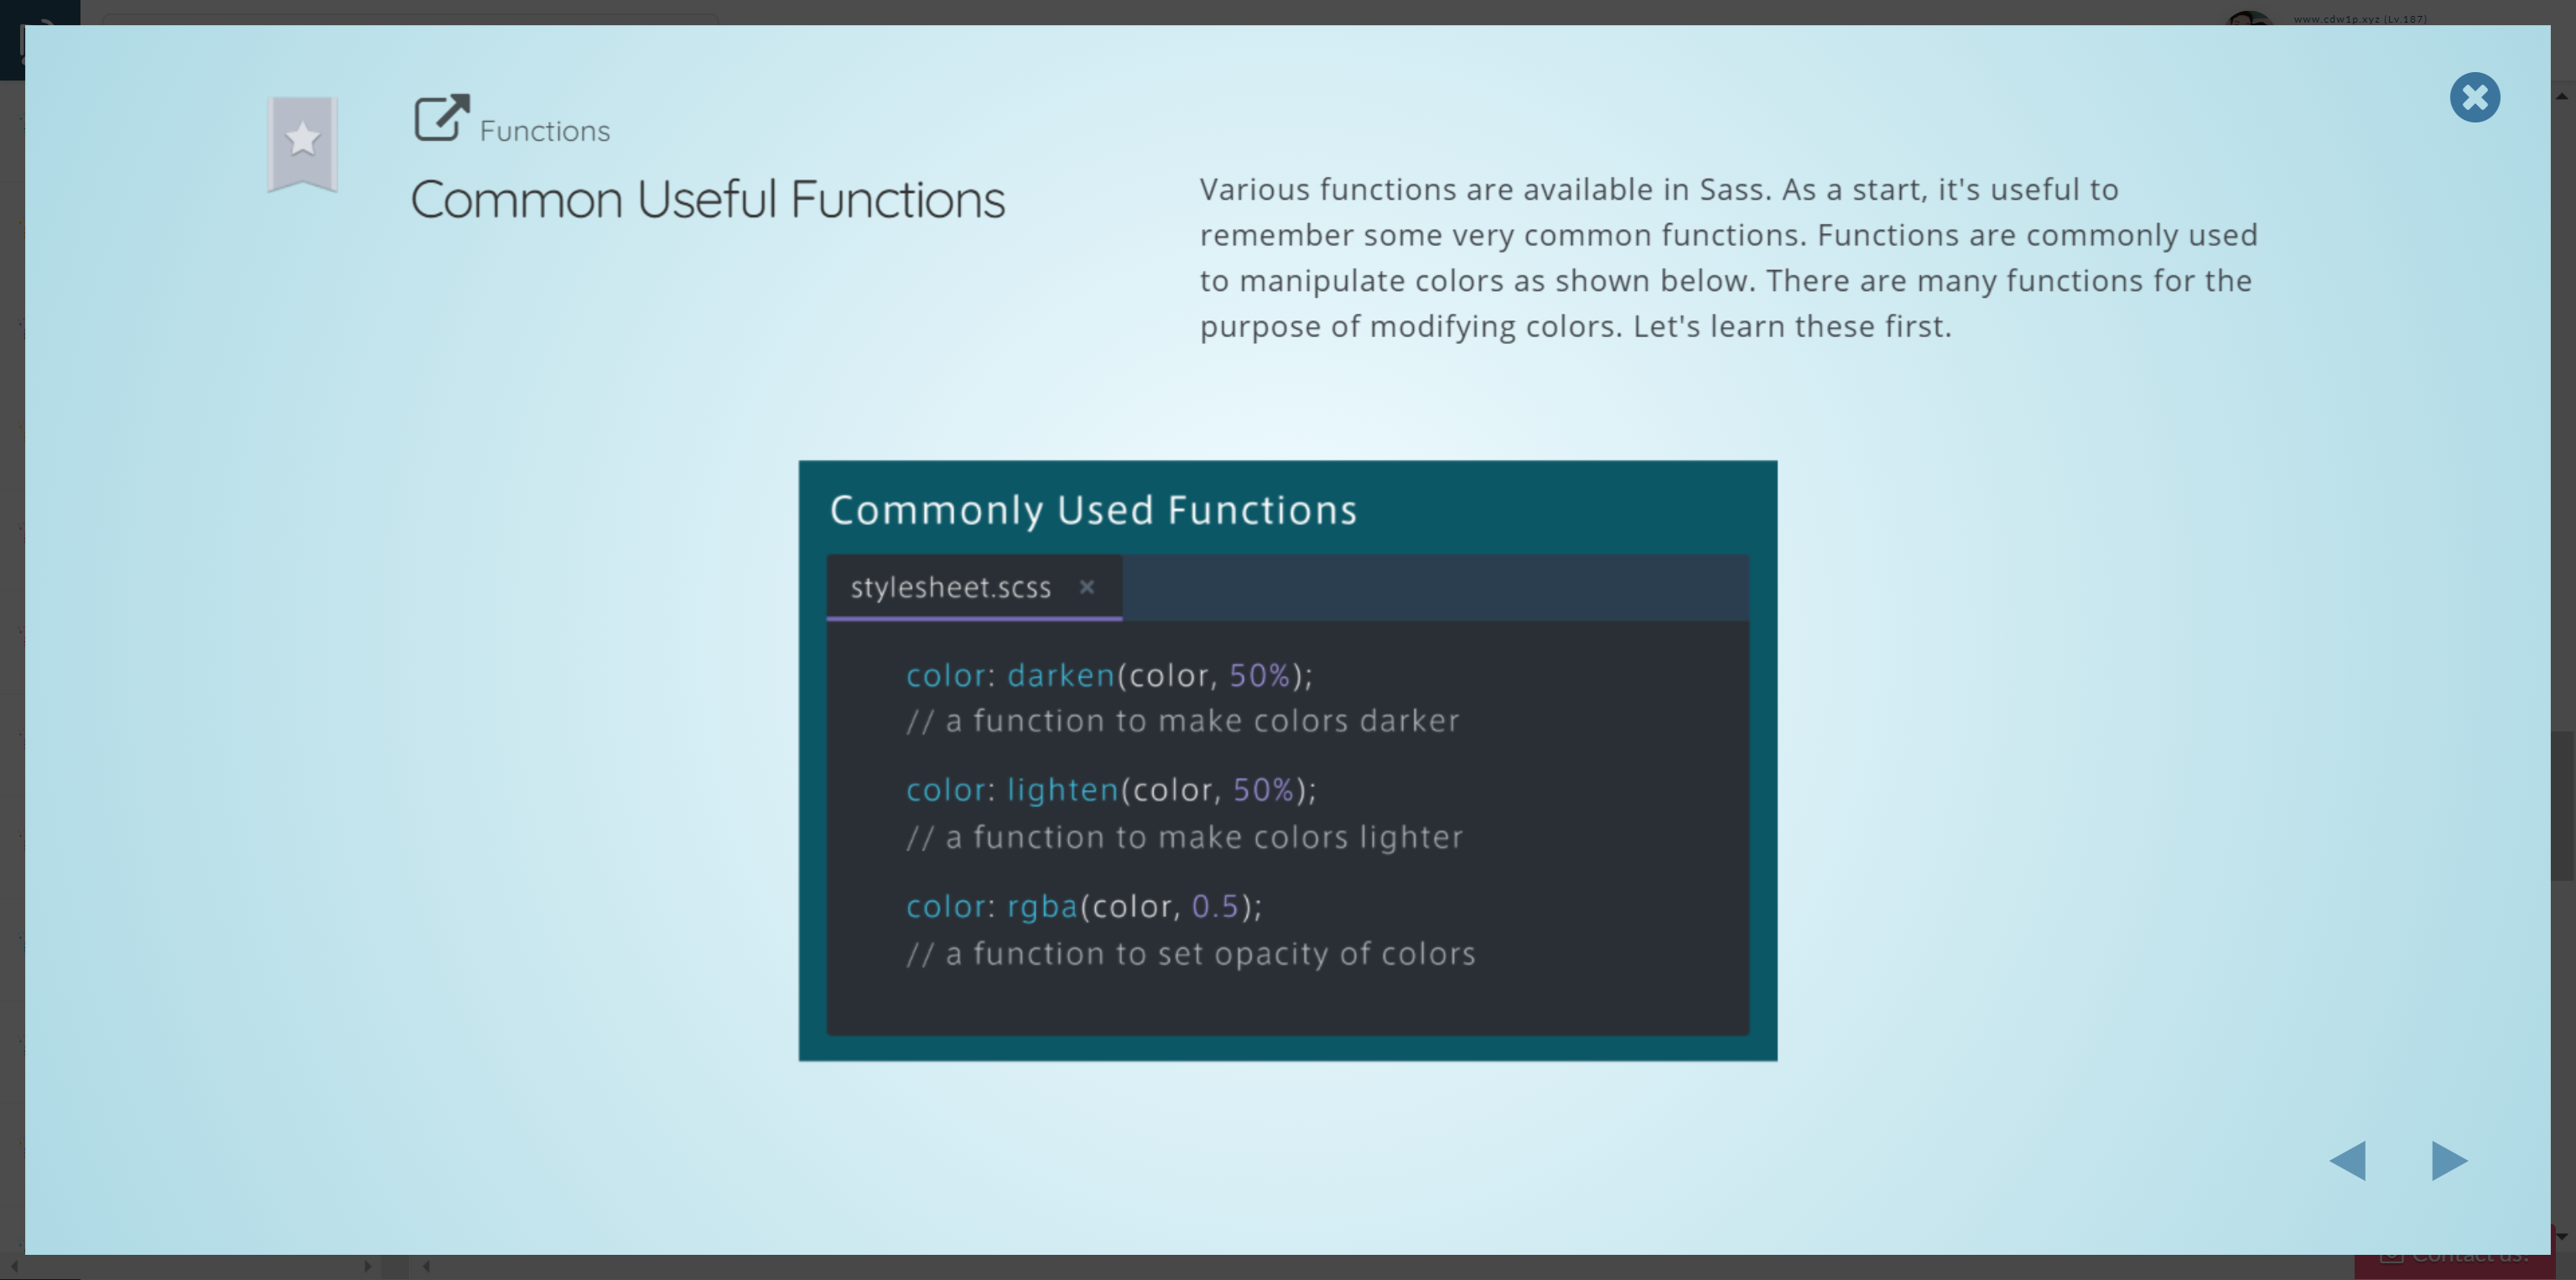 www.cdw1p.xyz (Lv.187)
Functions
Common Useful Functions
Various functions are available in Sass. As a start, it's useful to
remember some very common functions. Functions are commonly used
to manipulate colors as shown below. There are many functions for the
purpose of modifying colors. Let's learn these first.
Commonly Used Functions
stylesheet.scss
color: darken(color, 50%);
// a function to make colors darker
color: lighten(color, 50%);
// a function to make colors lighter
color: rgba(color, 0.5);
// a function to set opacity of colors
Contact us!